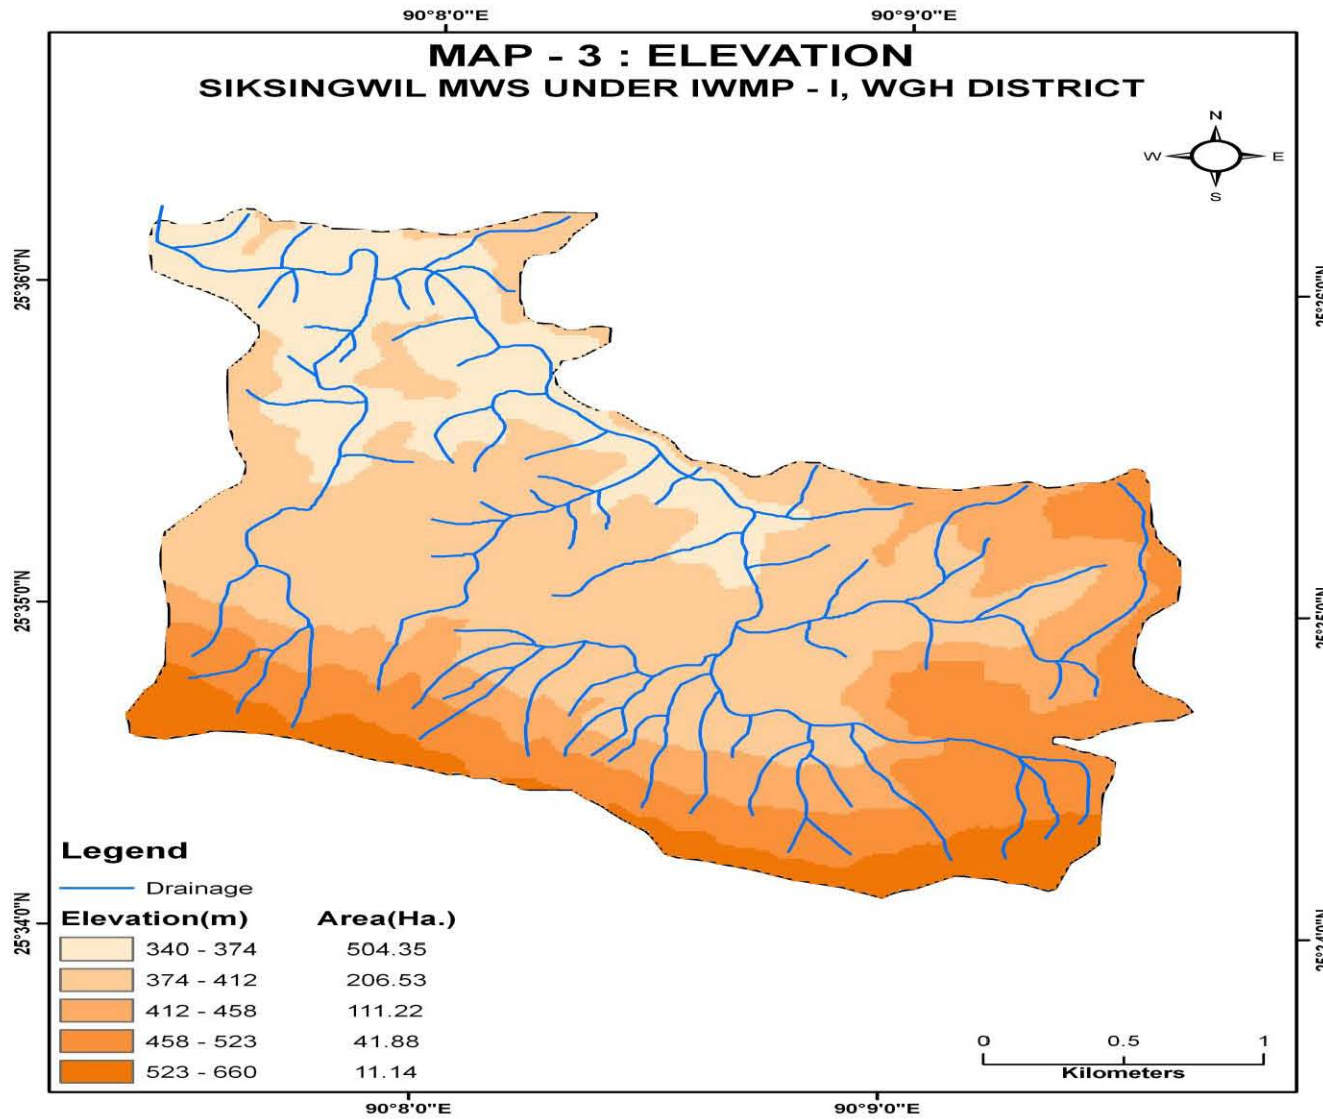 90°8'0"E 90°9'0"E
MAP - 3 : ELEVATION
SIKSINGWIL MWS UNDER IWMP - I, WGH DISTRICT
N
W E
S
25°36'0"N
25°35'0"N
25°34'0"N
Legend
Drainage
Elevation(m) Area(Ha.)
340 - 374 504.35
374 - 412 206.53
412 - 458 111.22
458 - 523 41.88
523 - 660 11.14
0 0.5 1
Kilometers
90°8'0"E 90°9'0"E